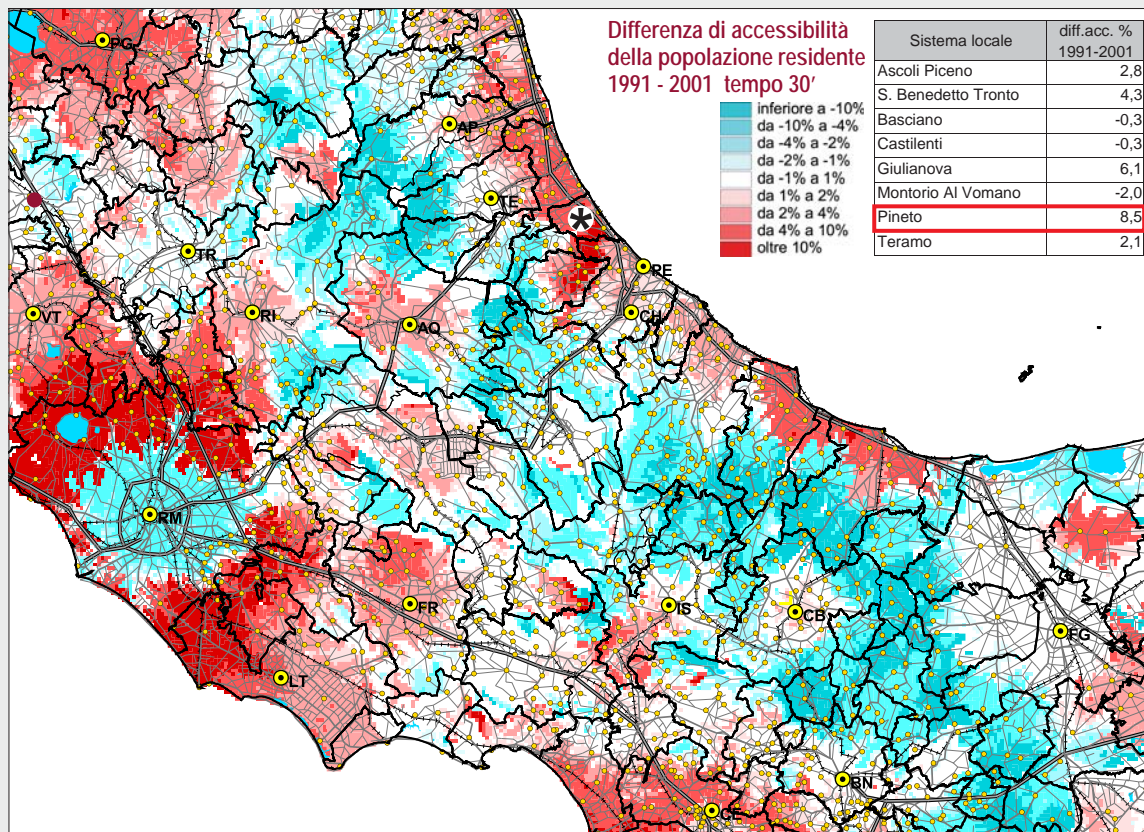 Differenza di accessibilità
della popolazione residente
1991 - 2001 tempo 30'
inferiore a -10%
da -10% a -4%
da -4% a -2%
da -2% a -1%
da -1% a 1%
da 1% a 2%
da 2% a 4%
da 4% a 10%
oltre 10%
Sistema locale diff.acc. %
1991-2001
Ascoli Piceno 2,8
S. Benedetto Tronto 4,3
Basciano -0,3
Castilenti -0,3
Giulianova 6,1
Montorio Al Vomano -2,0
Pineto 8,5
Teramo 2,1
PG
AP
TE
*
TR
PE
VT
RI
AQ
CH
RM
FR
IS
CB
FG
LT
BN
CE